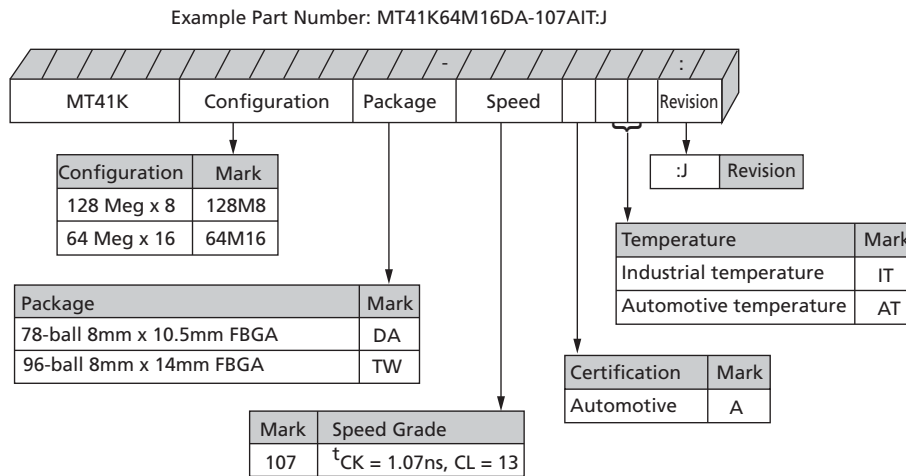 Example Part Number: MT41K64M16DA-107AIT:J
- :
MT41K Configuration Package Speed Revision
Configuration Mark
128 Meg x 8 128M8
64 Meg x 16 64M16
:J Revision
Temperature Mark
Industrial temperature IT
Automotive temperature AT
Package Mark
78-ball 8mm x 10.5mm FBGA DA
96-ball 8mm x 14mm FBGA TW
Certification Mark
Automotive A
Mark Speed Grade
107 tCK = 1.07ns, CL = 13